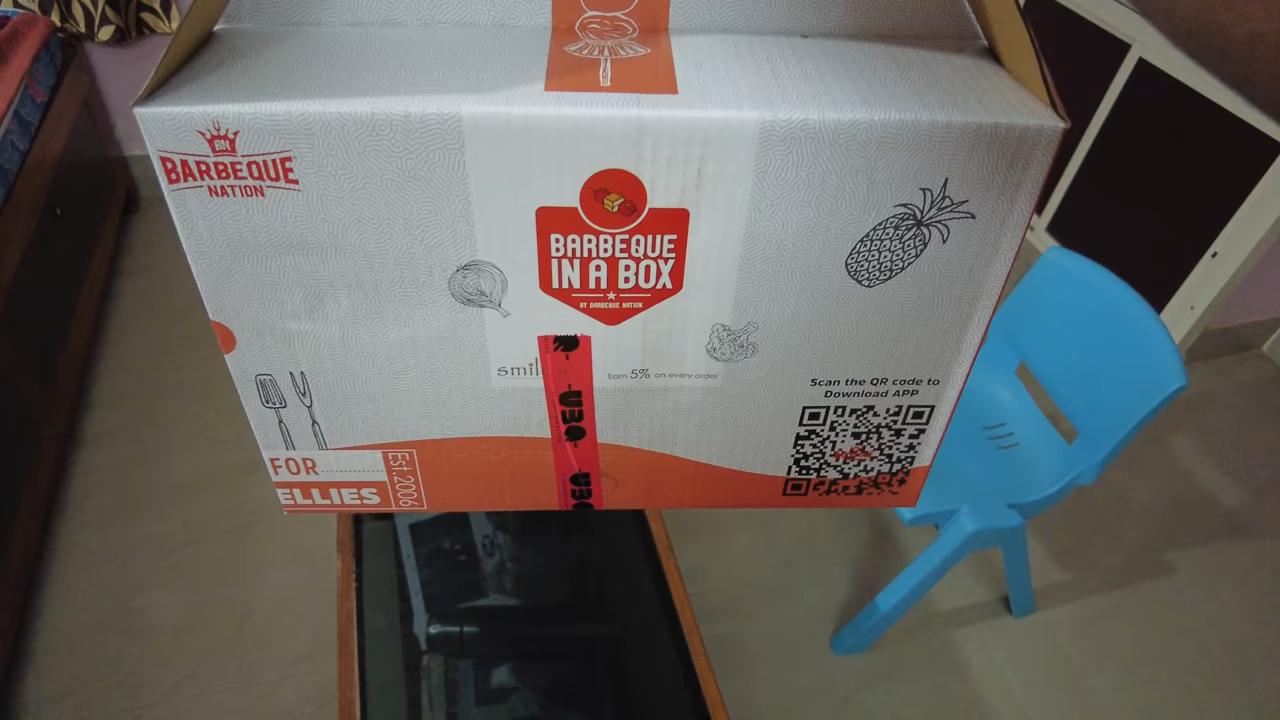 BN
BARBEQUE
NATION
BARBEQUE
IN A BOX
BY BARBEQUE NATION
Earn 5% on every order
Scan the QR code to
Download APP
FOR
ELLIES
Est.2006